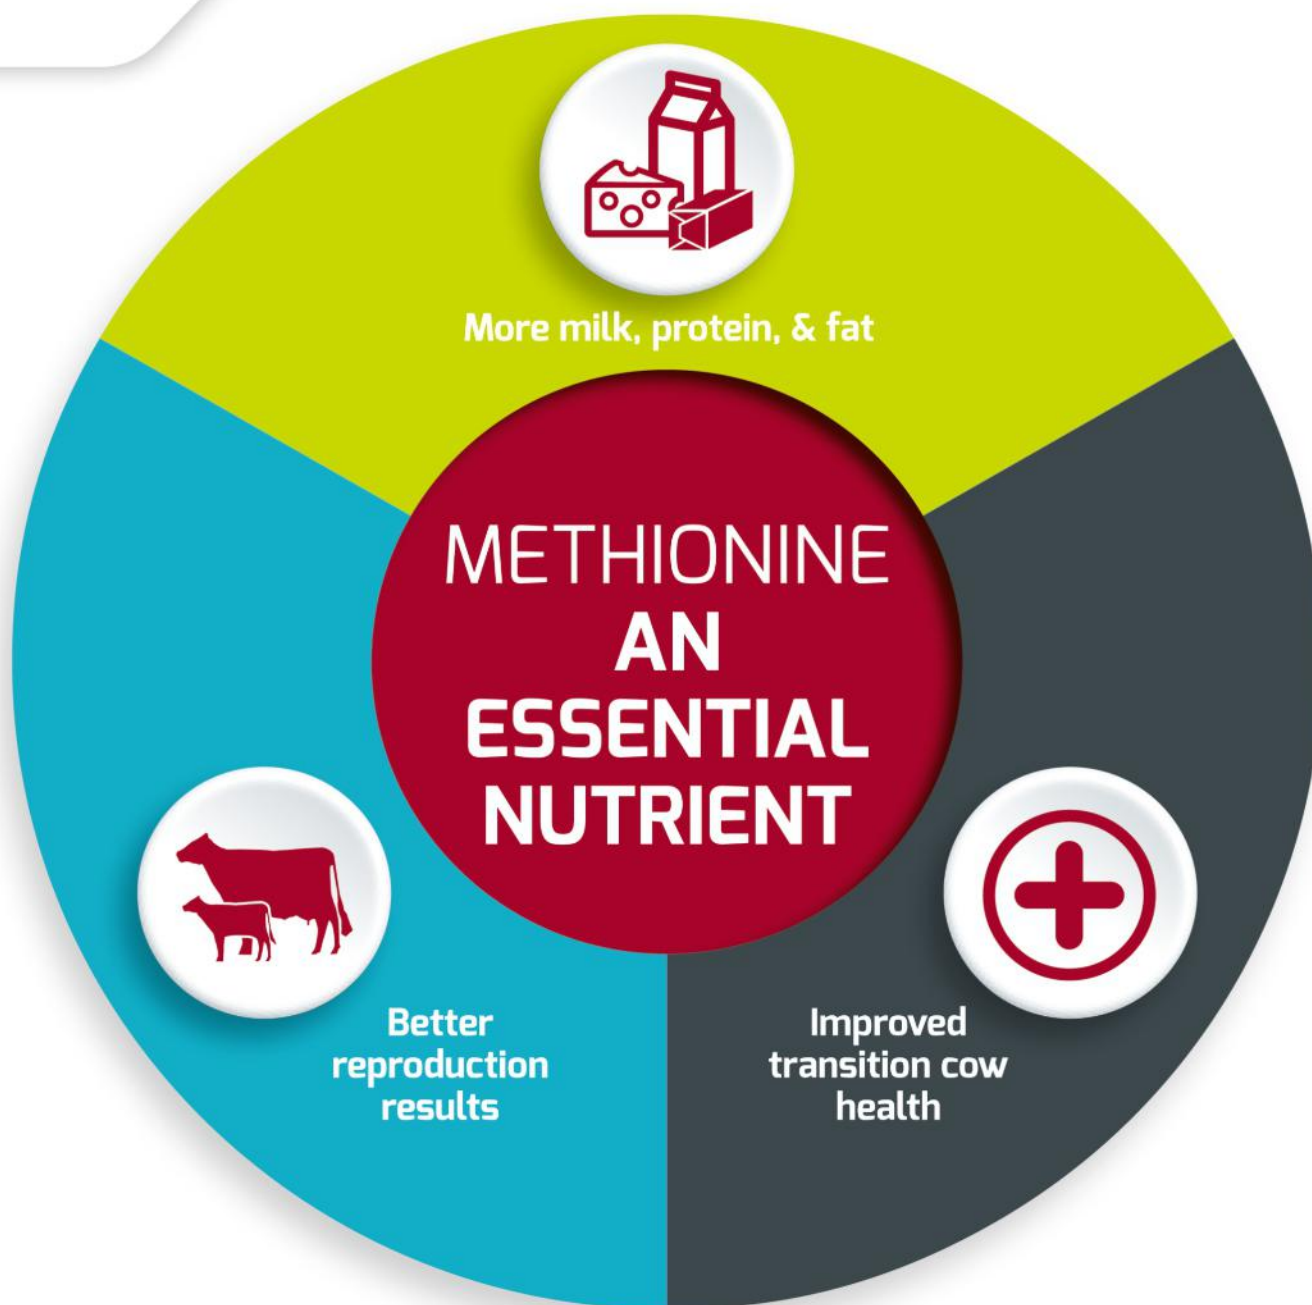 More milk, protein, & fat
METHIONINE
AN
ESSENTIAL
NUTRIENT
Better
reproduction
results
Improved
transition cow
health